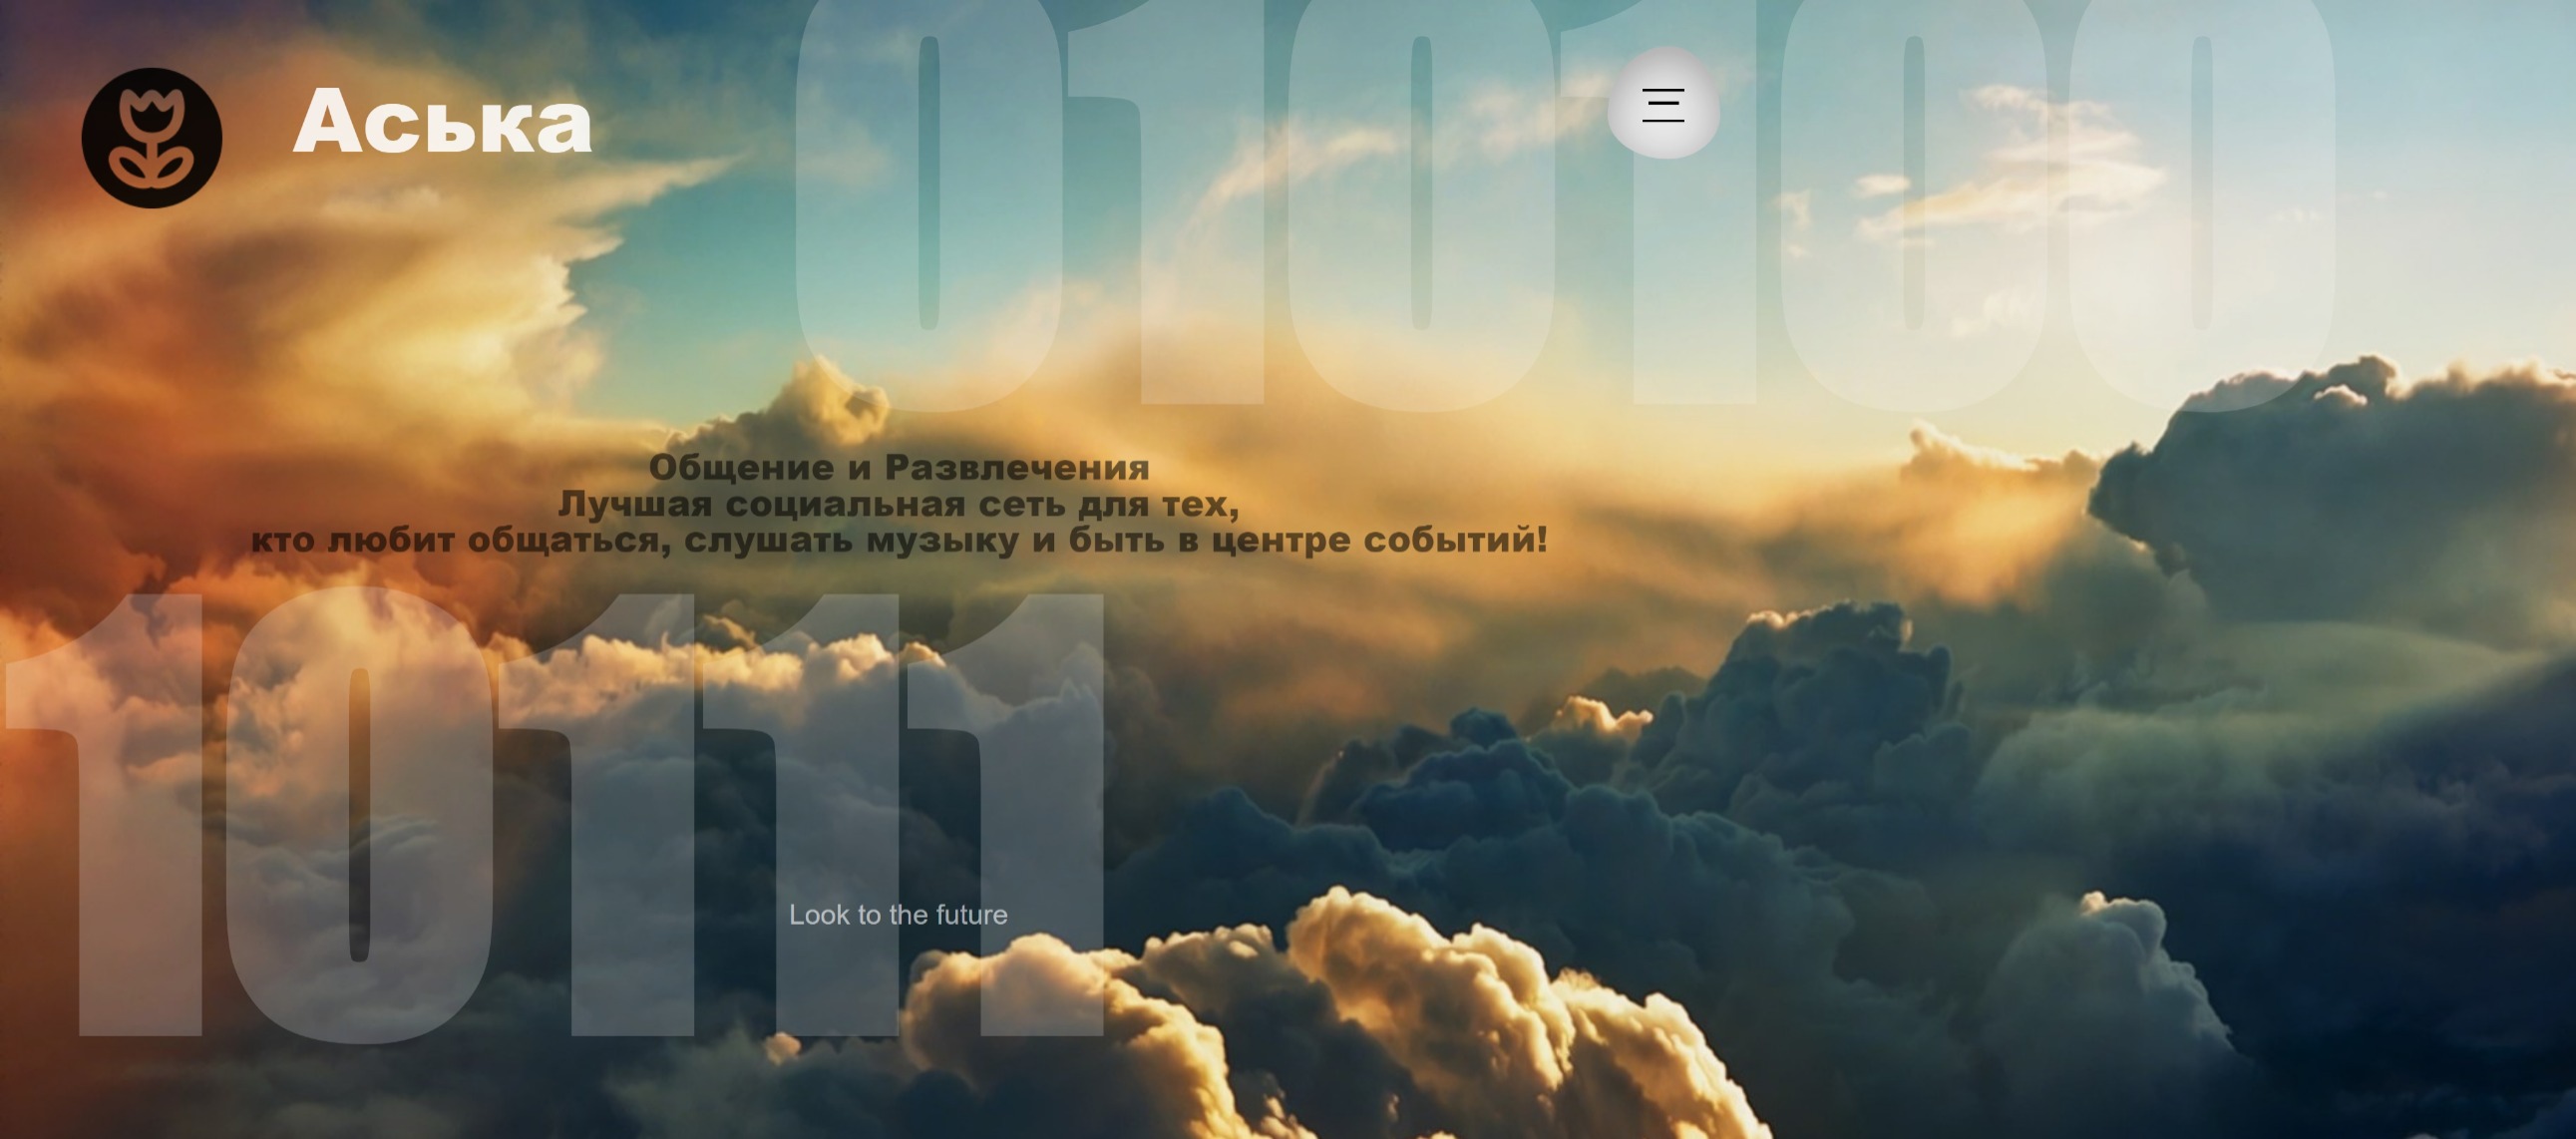 010100
Аська
Общение и Развлечения
Лучшая социальная сеть для тех,
кто любит общаться, слушать музыку и быть в центре событий!
10111
Look to the future